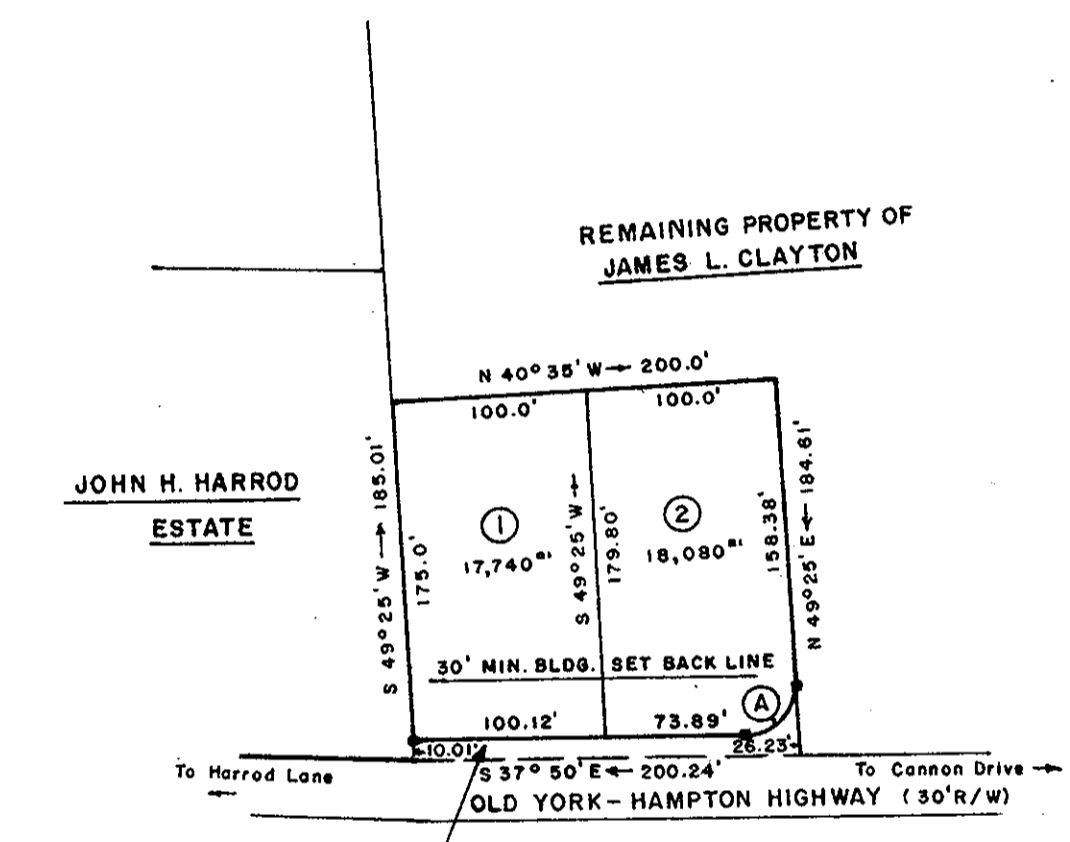 REMAINING PROPERTY OF
JAMES L. CLAYTON
N 40° 35' W → 200.0'
100.0'
100.0'
JOHN H. HARROD
ESTATE
S 49° 25' W → 185.01'
175.0'
1
17,740
S 49° 25' W →
179.80'
2
18,080
158.38'
N 49° 25' E ← 184.61'
30' MIN. BLDG. SET BACK LINE
A
100.12'
73.89'
10.01'
26.23'
To Harrod Lane
←
S 37° 50' E ← 200.24'
To Cannon Drive →
OLD YORK – HAMPTON HIGHWAY ( 30' R/W)